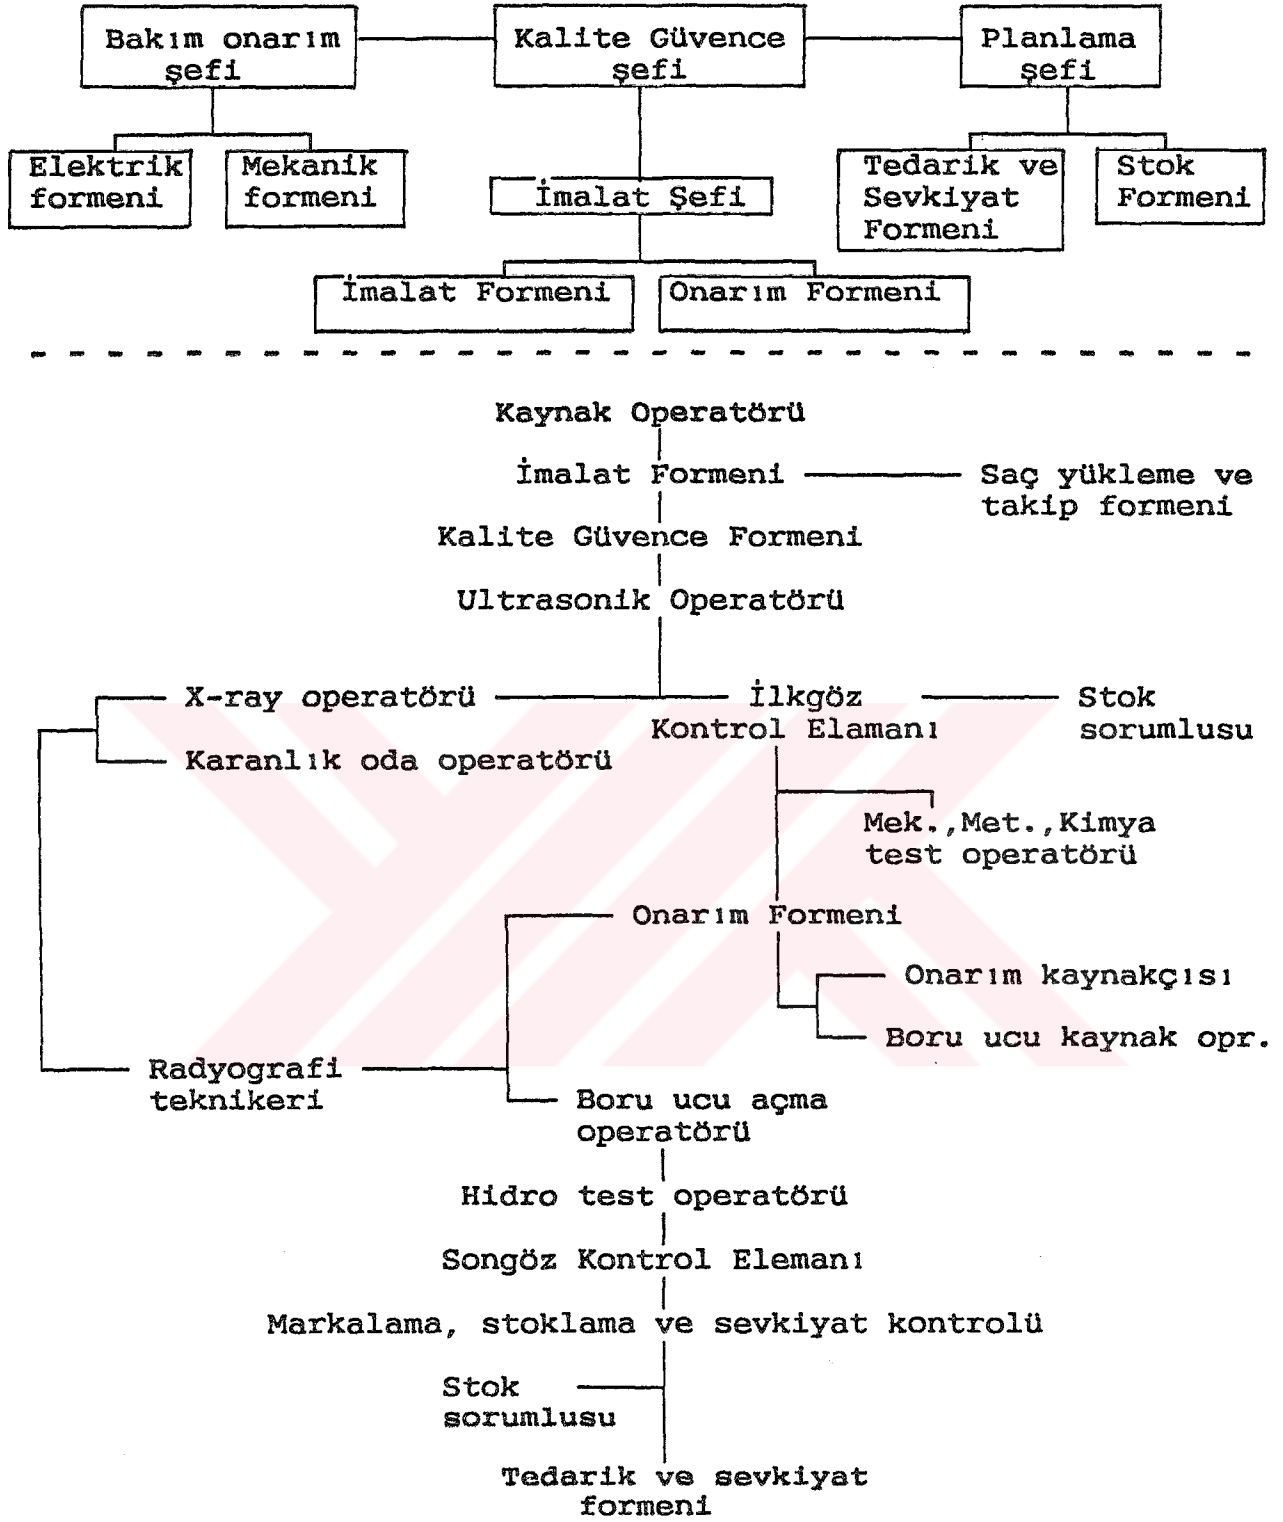 Bakım onarım
şefi
Kalite Güvence
şefi
Planlama
şefi
Elektrik
formeni
Mekanik
formeni
İmalat Şefi
Tedarik ve
Sevkiyat
Formeni
Stok
Formeni
İmalat Formeni
Onarım Formeni
Kaynak Operatörü
İmalat Formeni
Saç yükleme ve
takip formeni
Kalite Güvence Formeni
Ultrasonik Operatörü
X-ray operatörü
İlkgöz
Kontrol Elamanı
Stok
sorumlusu
Karanlık oda operatörü
Mek.,Met.,Kimya
test operatörü
Onarım Formeni
Onarım kaynakçısı
Boru ucu kaynak opr.
Radyografi
teknikeri
Boru ucu açma
operatörü
Hidro test operatörü
Songöz Kontrol Elemanı
Markalama, stoklama ve sevkiyat kontrolü
Stok
sorumlusu
Tedarik ve sevkiyat
formeni